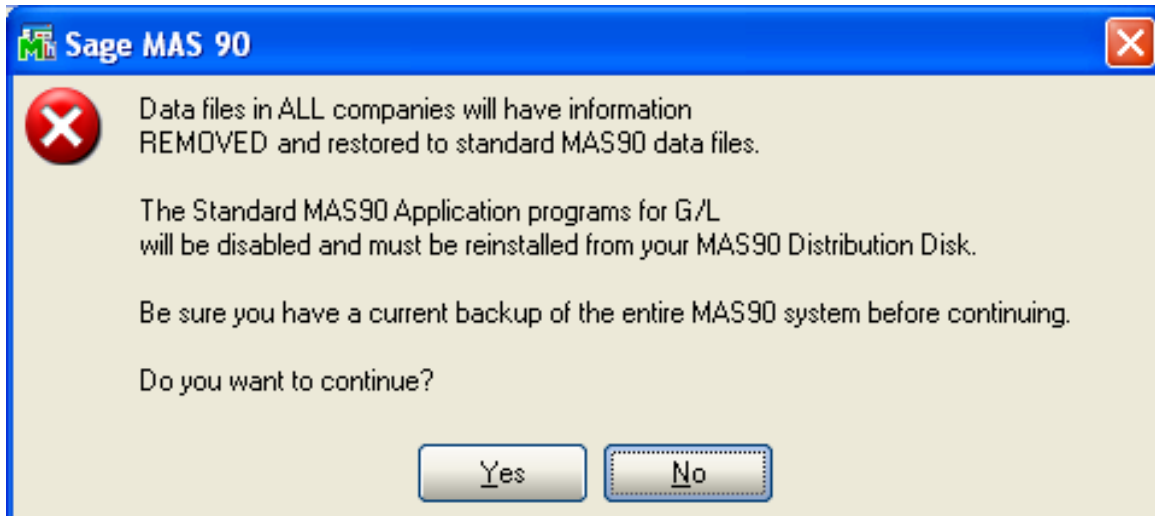 Sage MAS 90
Data files in ALL companies will have information
REMOVED and restored to standard MAS90 data files.
The Standard MAS90 Application programs for G/L
will be disabled and must be reinstalled from your MAS90 Distribution Disk.
Be sure you have a current backup of the entire MAS90 system before continuing.
Do you want to continue?
Yes No